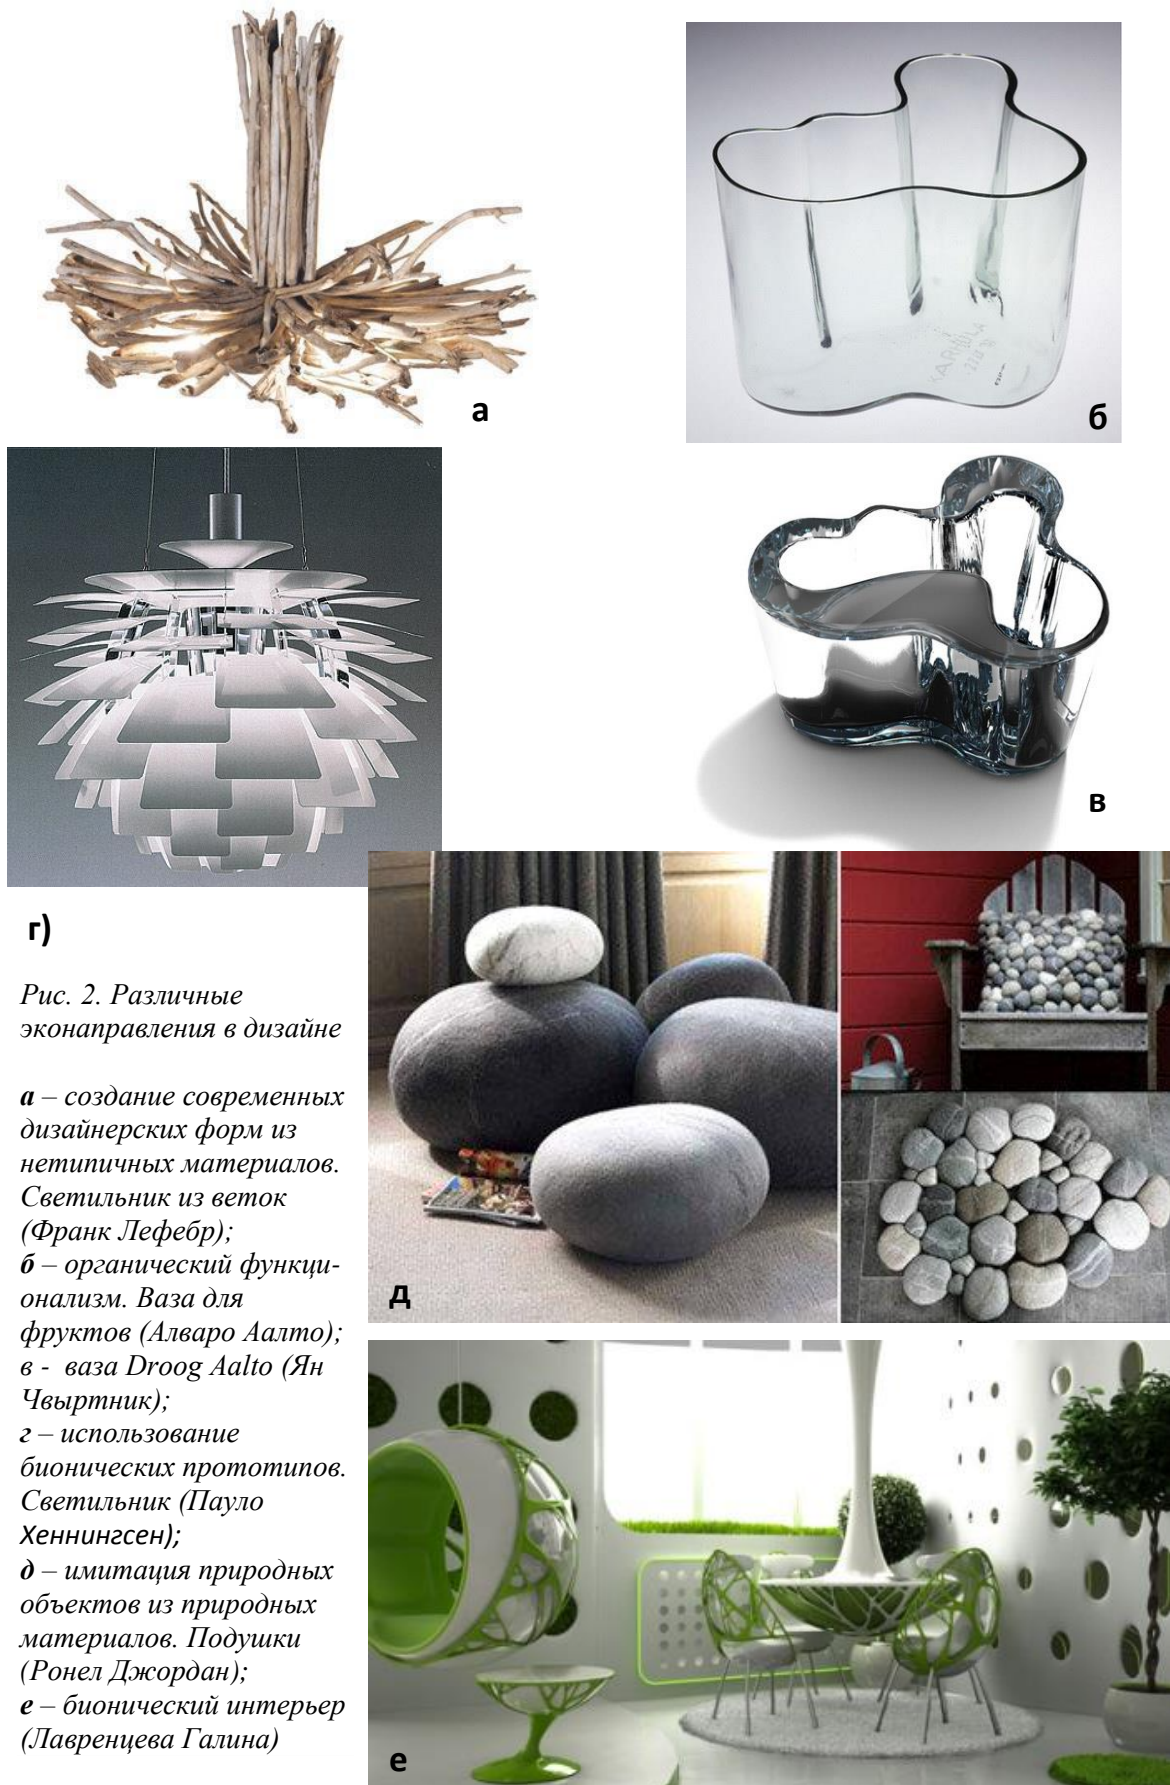 а
б
в
г)
Рис. 2. Различные
эконаправления в дизайне
а – создание современных
дизайнерских форм из
нетипичных материалов.
Светильник из веток
(Франк Лефебр);
б – органический функци-
онализм. Ваза для
фруктов (Алваро Аалто);
в - ваза Droog Aalto (Ян
Чвыртник);
г – использование
бионических прототипов.
Светильник (Пауло
Хеннингсен);
д – имитация природных
объектов из природных
материалов. Подушки
(Ронел Джордан);
е – бионический интерьер
(Лавренцева Галина)
д
е